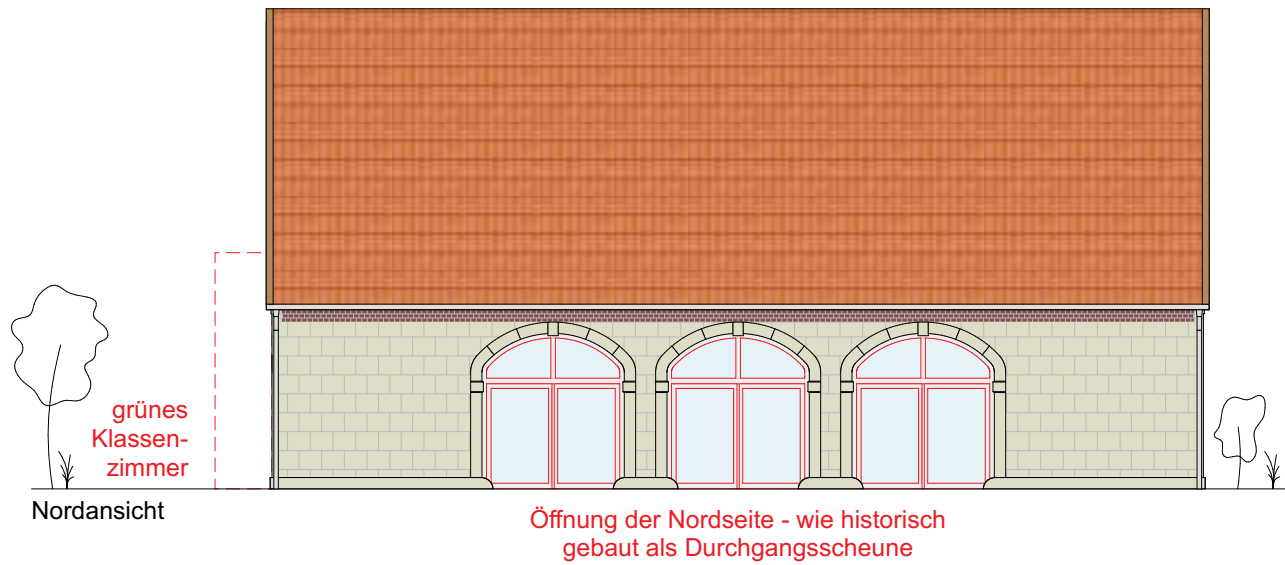 grünes
Klassen-
zimmer
Nordansicht
Öffnung der Nordseite - wie historisch
gebaut als Durchgangsscheune